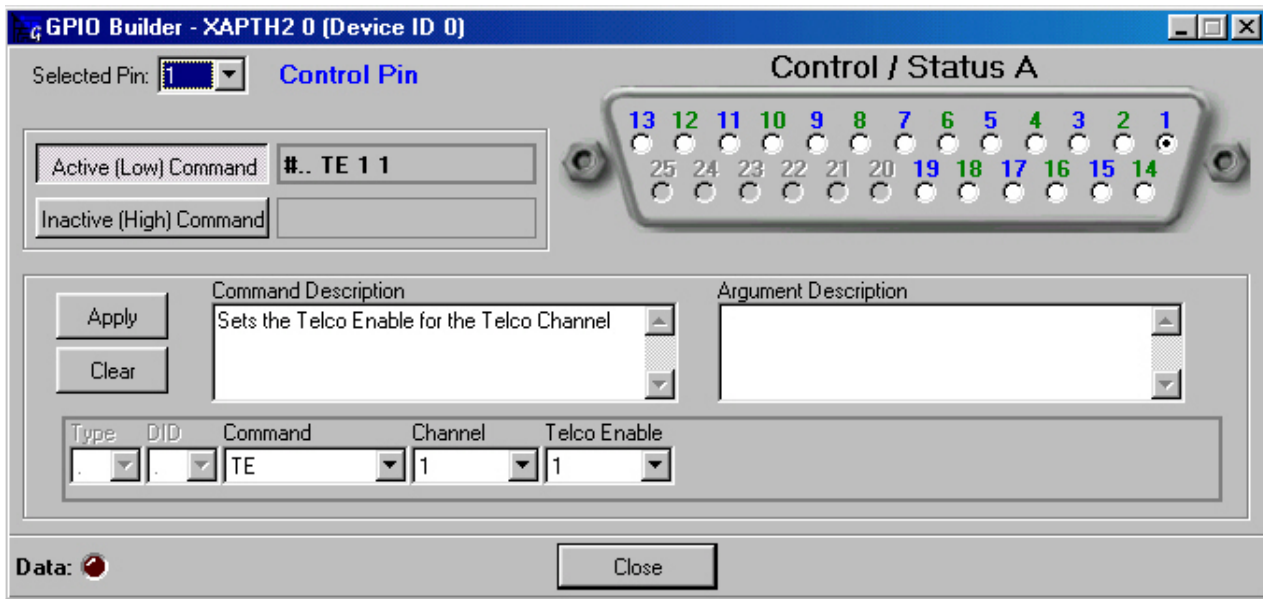 GPIO Builder - XAPTH2 0 (Device ID 0)
Selected Pin: 1 Control Pin
Control / Status A
13 12 11 10 9 8 7 6 5 4 3 2 1
25 24 23 22 21 20 19 18 17 16 15 14
Active (Low) Command #.. TE 1 1
Inactive (High) Command
Apply
Clear
Command Description
Sets the Telco Enable for the Telco Channel
Argument Description
Type DID Command Channel Telco Enable
. . TE 1 1
Data:
Close